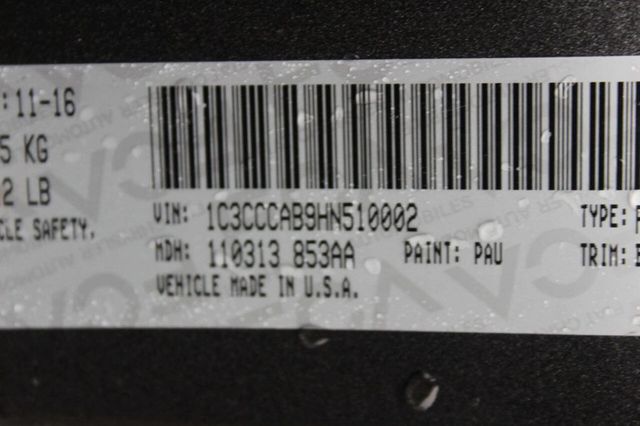 : 11-16
5 KG
2 LB
CLE SAFETY.
VIN: 1C3CCCAB9HN510002
TYPE:
MDH: 110313 853AA PAINT: PAU TRIM:
VEHICLE MADE IN U.S.A.